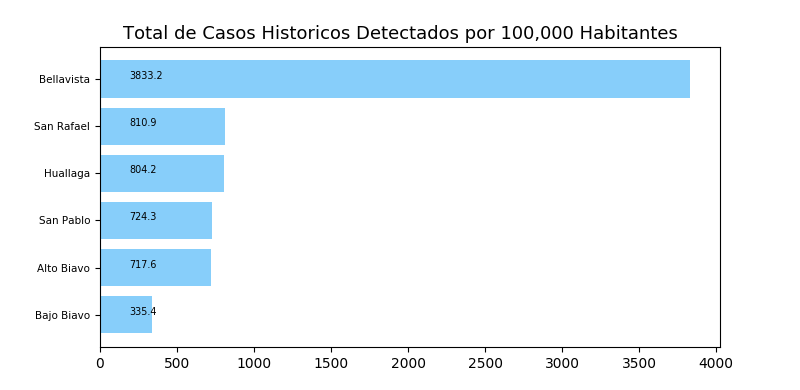 Total de Casos Historicos Detectados por 100,000 Habitantes
Bellavista 3833.2
San Rafael 810.9
Huallaga 804.2
San Pablo 724.3
Alto Biavo 717.6
Bajo Biavo 335.4
0 500 1000 1500 2000 2500 3000 3500 4000